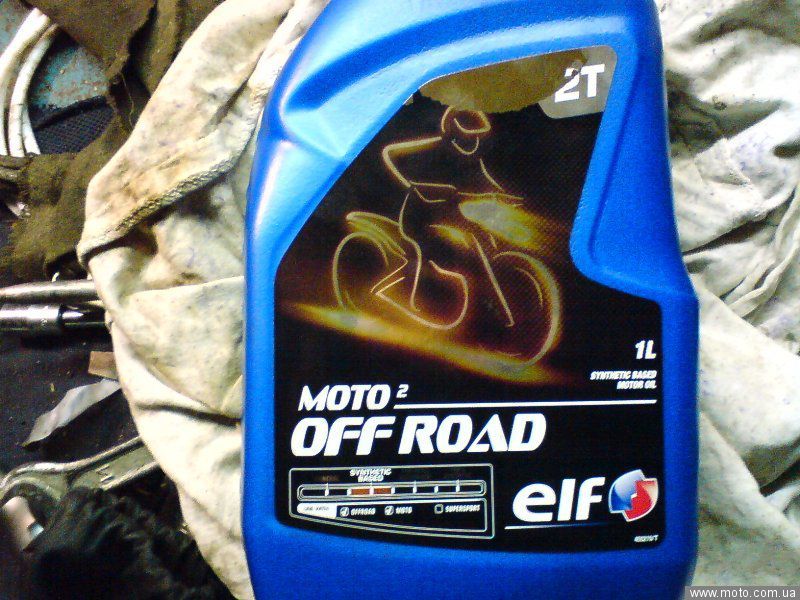 2T
1L
SYNTHETIC BASED
MOTOR OIL
MOTO 2
OFF ROAD
SYNTHETIC
BASED
OFFROAD MOTO SUPERSPORT
elf
www.moto.com.ua